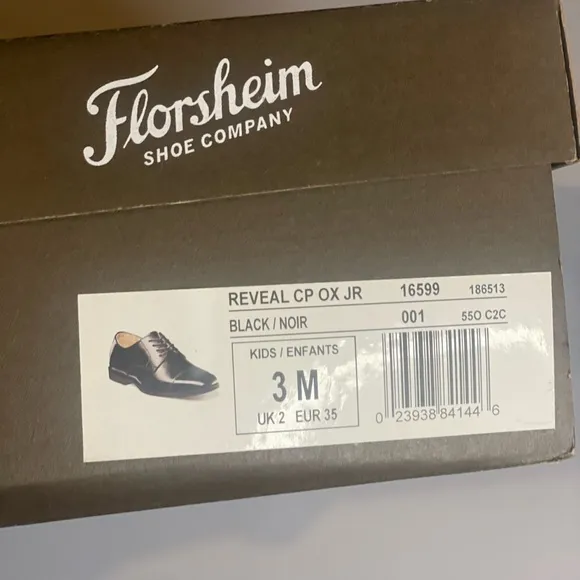 Florsheim
SHOE COMPANY
REVEAL CP OX JR 16599 186513
BLACK / NOIR 001 55O C2C
KIDS / ENFANTS
3 M
UK 2 EUR 35
0 23938 84144 6